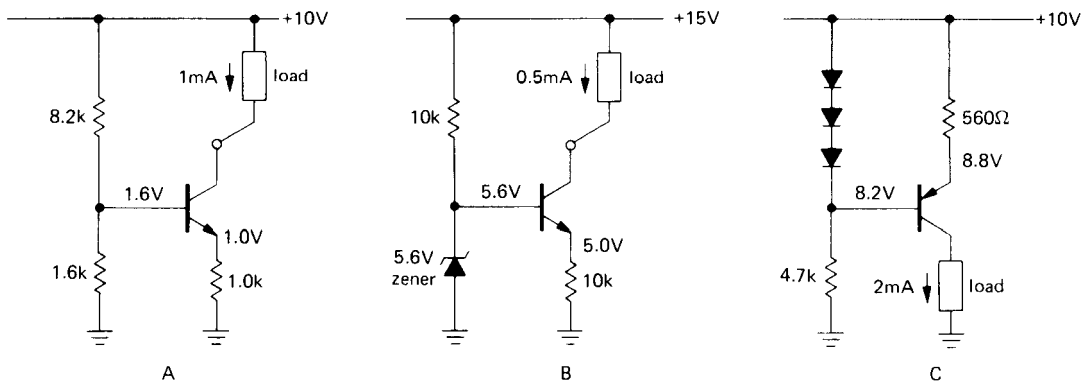 +10V
1mA
load
8.2k
1.6V
1.0V
1.6k
1.0k
A
+15V
0.5mA
load
10k
5.6V
5.0V
5.6V
zener
10k
B
+10V
560Ω
8.8V
8.2V
4.7k
2mA
load
C